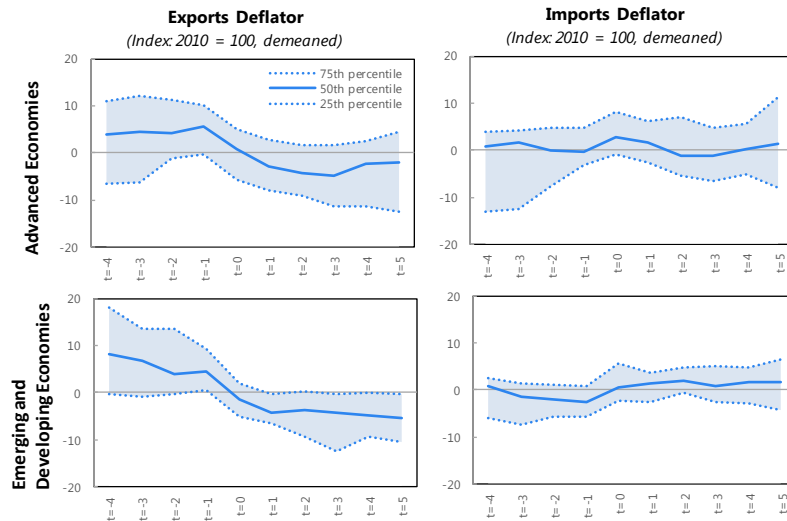 Exports Deflator
(Index: 2010 = 100, demeaned)
Imports Deflator
(Index: 2010 = 100, demeaned)
Advanced Economies
20
10
0
-10
-20
75th percentile
50th percentile
25th percentile
t=-4
t=-3
t=-2
t=-1
t=0
t=1
t=2
t=3
t=4
t=5
20
10
0
-10
-20
t=-4
t=-3
t=-2
t=-1
t=0
t=1
t=2
t=3
t=4
t=5
Emerging and
Developing Economies
20
10
0
-10
-20
t=-4
t=-3
t=-2
t=-1
t=0
t=1
t=2
t=3
t=4
t=5
20
10
0
-10
-20
t=-4
t=-3
t=-2
t=-1
t=0
t=1
t=2
t=3
t=4
t=5